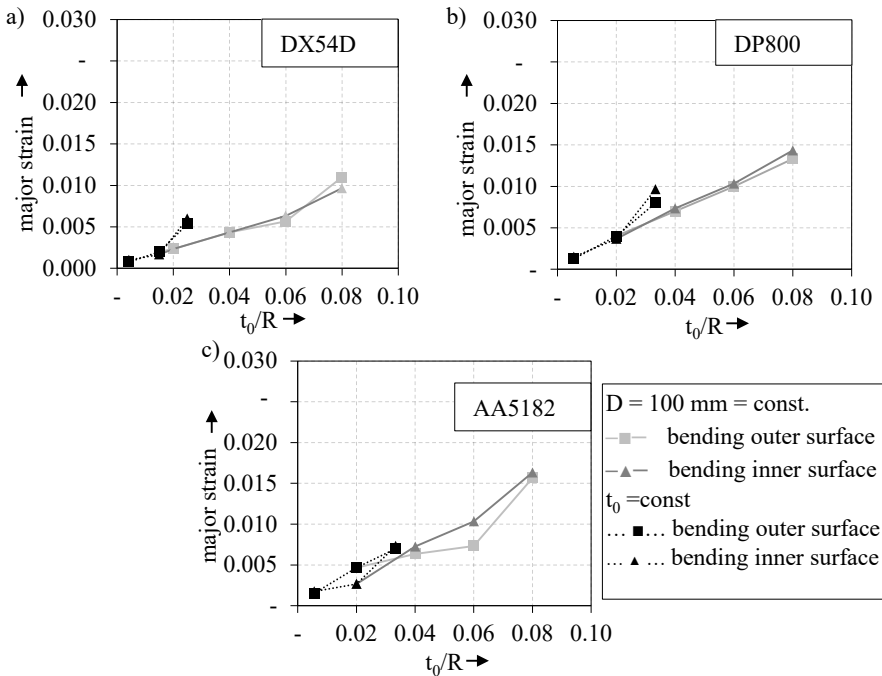 a)
DX54D
0.030
-
0.020
0.010
0.005
0.000
major strain
- 0.02 0.04 0.06 0.08 0.10
t₀/R
b)
DP800
0.030
-
0.020
0.015
0.010
0.005
-
major strain
- 0.02 0.04 0.06 0.08 0.10
t₀/R
c)
AA5182
0.030
-
0.020
0.015
0.010
0.005
-
major strain
- 0.02 0.04 0.06 0.08 0.10
t₀/R
D = 100 mm = const.
bending outer surface
bending inner surface
t₀ =const
bending outer surface
bending inner surface